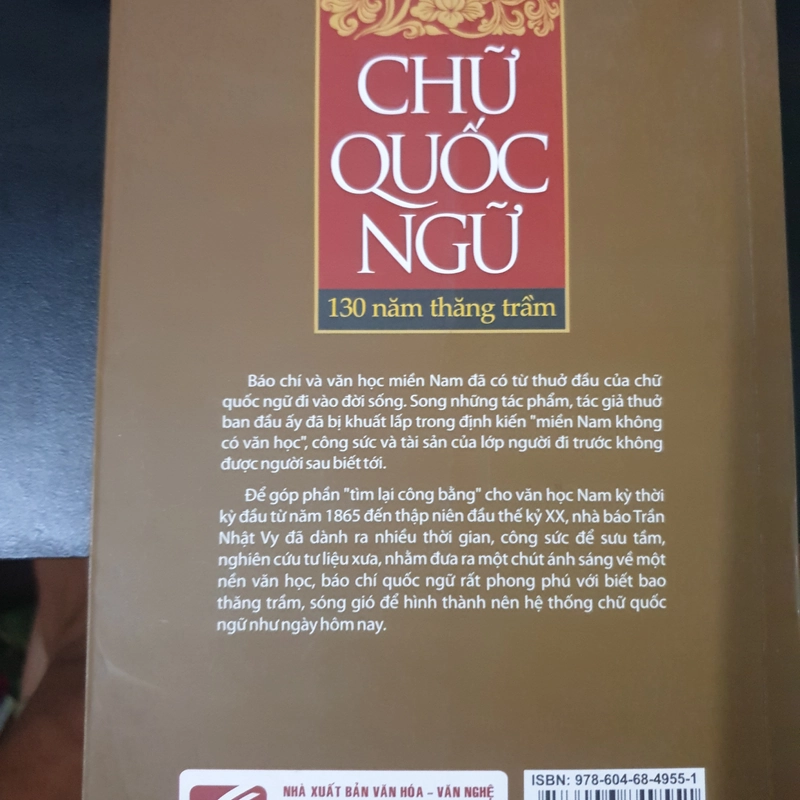 CHỮ
QUỐC
NGỮ
130 năm thăng trầm
Báo chí và văn học miền Nam đã có từ thuở đầu của chữ
quốc ngữ đi vào đời sống. Song những tác phẩm, tác giả thuở
ban đầu ấy đã bị khuất lấp trong định kiến "miền Nam không
có văn học", công sức và tài sản của lớp người đi trước không
được người sau biết tới.
Để góp phần "tìm lại công bằng" cho văn học Nam kỳ thời
kỳ đầu từ năm 1865 đến thập niên đầu thế kỷ XX, nhà báo Trần
Nhật Vy đã dành ra nhiều thời gian, công sức để sưu tầm,
nghiên cứu tư liệu xưa, nhằm đưa ra một chút ánh sáng về một
nền văn học, báo chí quốc ngữ rất phong phú với biết bao
thăng trầm, sóng gió để hình thành nên hệ thống chữ quốc
ngữ như ngày hôm nay.
NHÀ XUẤT BẢN VĂN HÓA – VĂN NGHỆ
ISBN: 978-604-68-4955-1